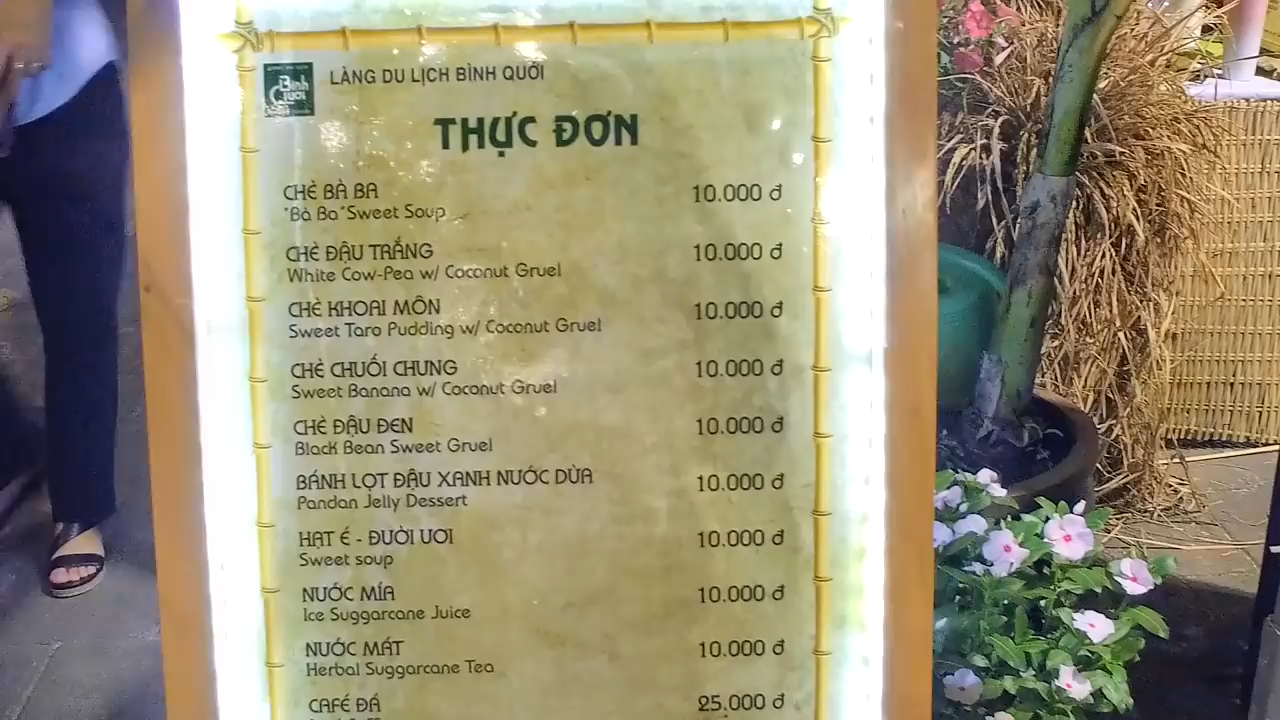 Bình Quới
LÀNG DU LỊCH BÌNH QUỚI
THỰC ĐƠN
CHÈ BÀ BA 10.000 đ
"Bà Ba"Sweet Soup
CHÈ ĐẬU TRẮNG 10.000 đ
White Cow-Pea w/ Coconut Gruel
CHÈ KHOAI MÔN 10.000 đ
Sweet Taro Pudding w/ Coconut Gruel
CHÈ CHUỐI CHƯNG 10.000 đ
Sweet Banana w/ Coconut Gruel
CHÈ ĐẬU ĐEN 10.000 đ
Black Bean Sweet Gruel
BÁNH LỌT ĐẬU XANH NƯỚC DỪA 10.000 đ
Pandan Jelly Dessert
HẠT É - ĐƯỜI ƯƠI 10.000 đ
Sweet soup
NƯỚC MÍA 10.000 đ
Ice Suggarcane Juice
NƯỚC MÁT 10.000 đ
Herbal Suggarcane Tea
CAFÉ ĐÁ 25.000 đ